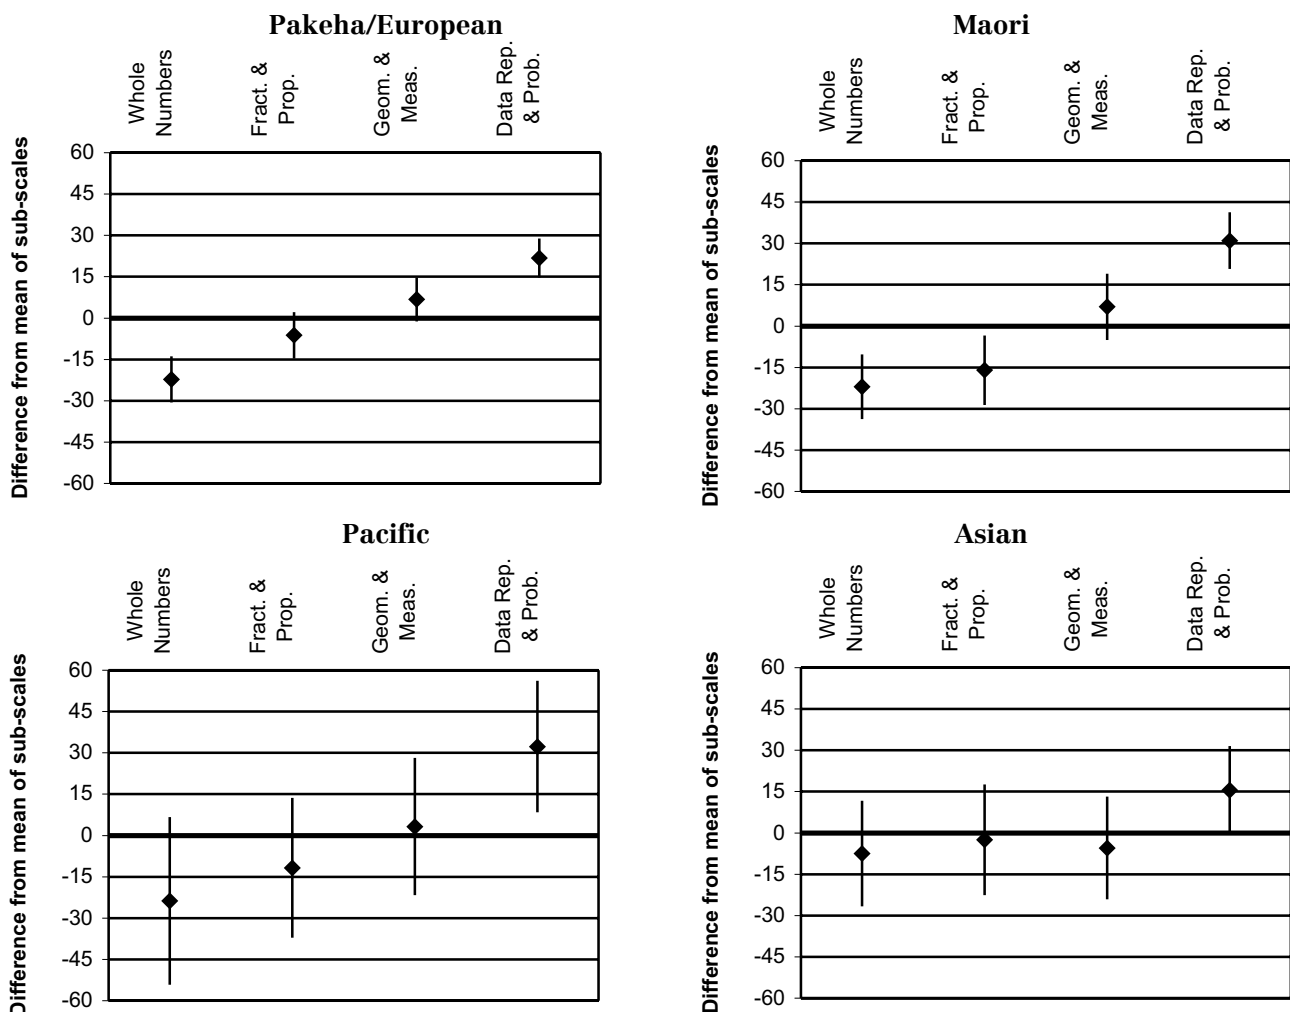 Pakeha/European
Whole
Numbers
Fract. &
Prop.
Geom. &
Meas.
Data Rep.
& Prob.
Difference from mean of sub-scales
60
45
30
15
0
-15
-30
-45
-60
Maori
Whole
Numbers
Fract. &
Prop.
Geom. &
Meas.
Data Rep.
& Prob.
Difference from mean of sub-scales
60
45
30
15
0
-15
-30
-45
-60
Pacific
Whole
Numbers
Fract. &
Prop.
Geom. &
Meas.
Data Rep.
& Prob.
Difference from mean of sub-scales
60
45
30
15
0
-15
-30
-45
-60
Asian
Whole
Numbers
Fract. &
Prop.
Geom. &
Meas.
Data Rep.
& Prob.
Difference from mean of sub-scales
60
45
30
15
0
-15
-30
-45
-60